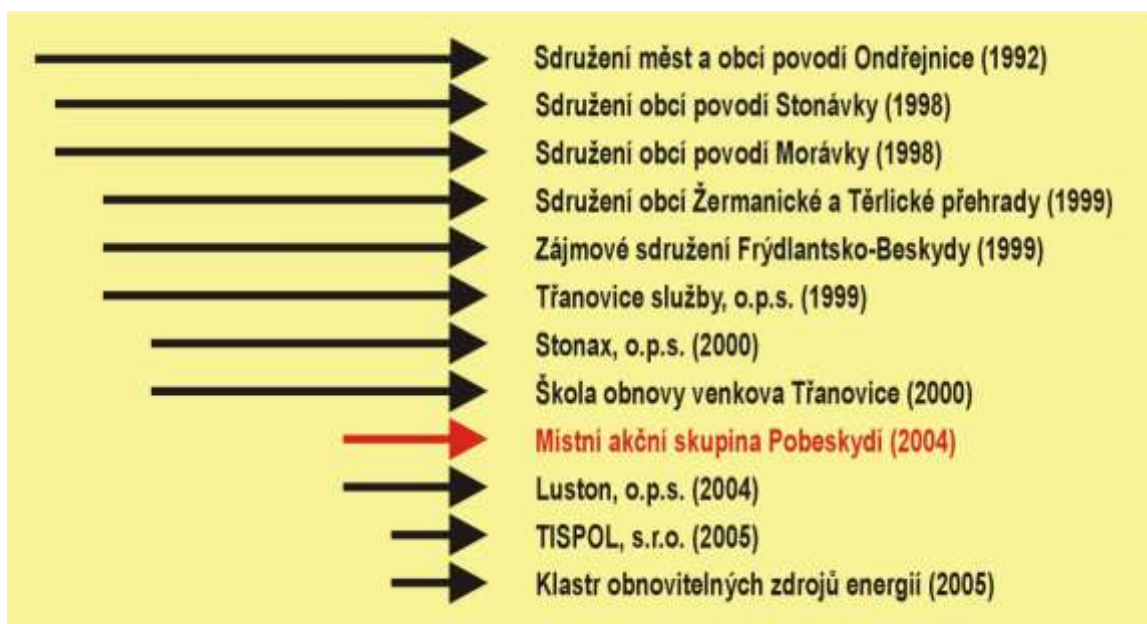 Sdružení měst a obcí povodí Ondřejnice (1992)
Sdružení obcí povodí Stonávky (1998)
Sdružení obcí povodí Morávky (1998)
Sdružení obcí Žermanické a Těrlické přehrady (1999)
Zájmové sdružení Frýdlantsko-Beskydy (1999)
Třanovice služby, o.p.s. (1999)
Stonax, o.p.s. (2000)
Škola obnovy venkova Třanovice (2000)
Místní akční skupina Pobeskydí (2004)
Luston, o.p.s. (2004)
TISPOL, s.r.o. (2005)
Klastr obnovitelných zdrojů energií (2005)